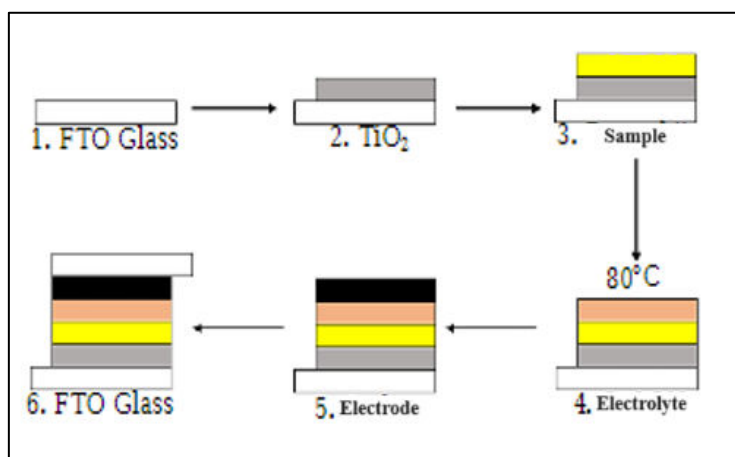 1. FTO Glass
2. TiO₂
3. Sample
80°C
6. FTO Glass
5. Electrode
4. Electrolyte